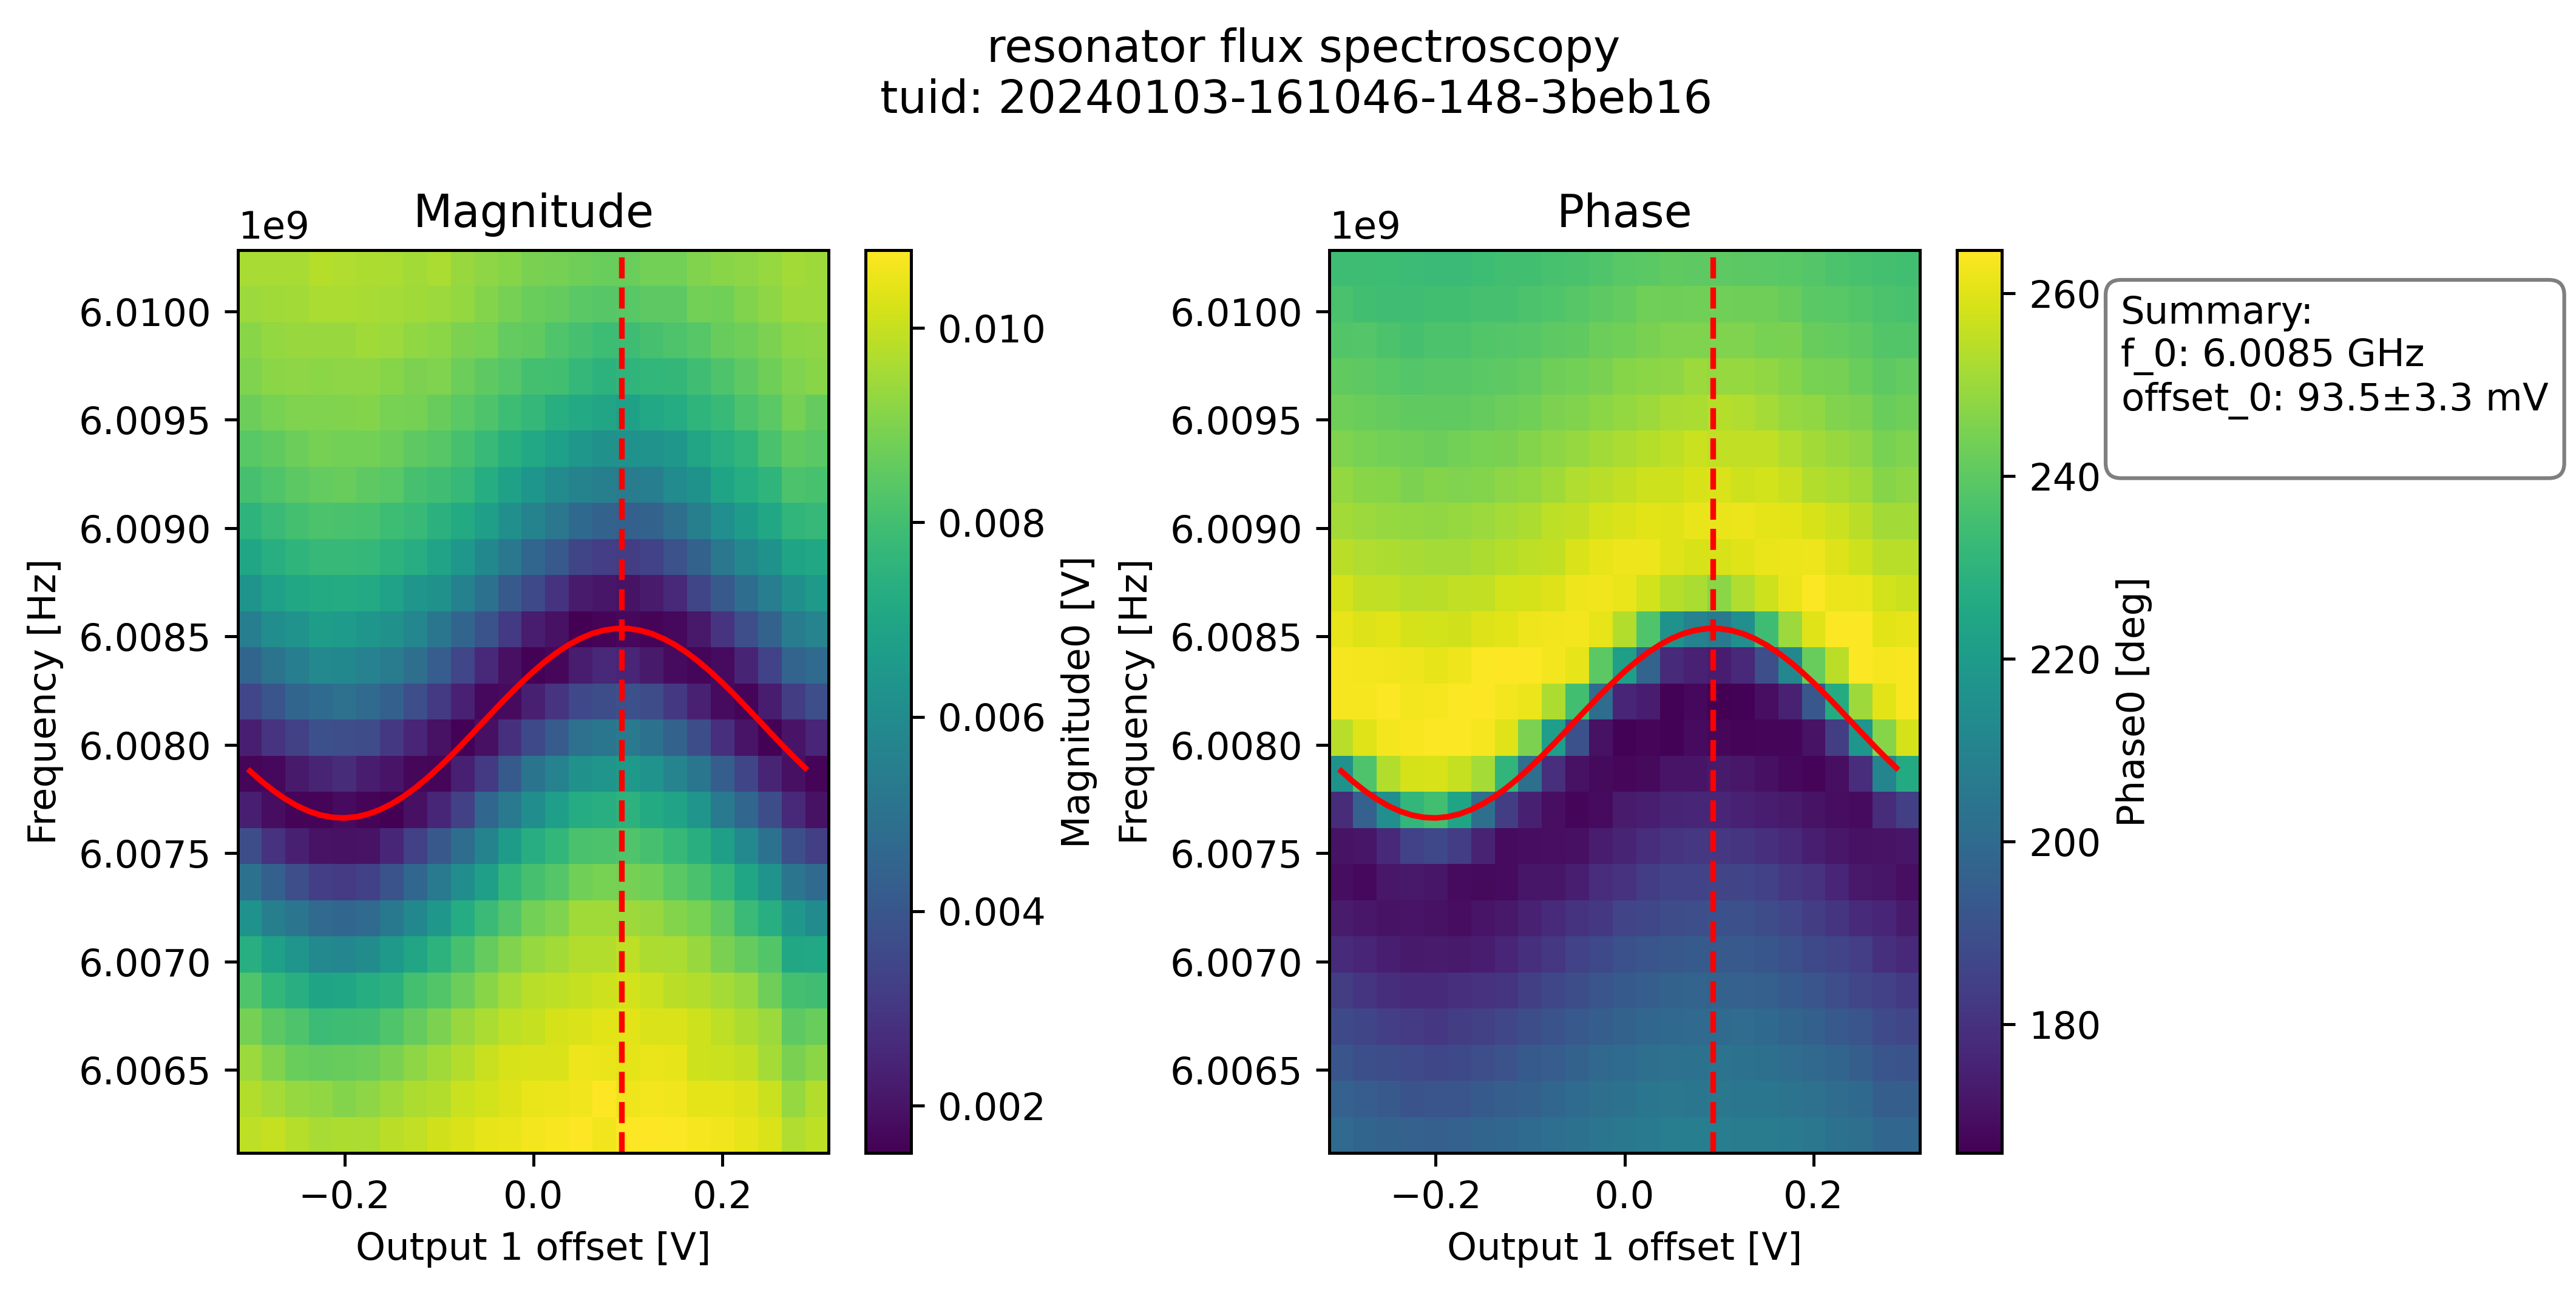 resonator flux spectroscopy
tuid: 20240103-161046-148-3beb16
Magnitude
1e9
6.0100
6.0095
6.0090
6.0085
6.0080
6.0075
6.0070
6.0065
Frequency [Hz]
−0.2
0.0
0.2
Output 1 offset [V]
0.010
0.008
0.006
0.004
0.002
Magnitude0 [V]
Phase
1e9
6.0100
6.0095
6.0090
6.0085
6.0080
6.0075
6.0070
6.0065
Frequency [Hz]
−0.2
0.0
0.2
Output 1 offset [V]
260
240
220
200
180
Phase0 [deg]
Summary:
f_0: 6.0085 GHz
offset_0: 93.5±3.3 mV